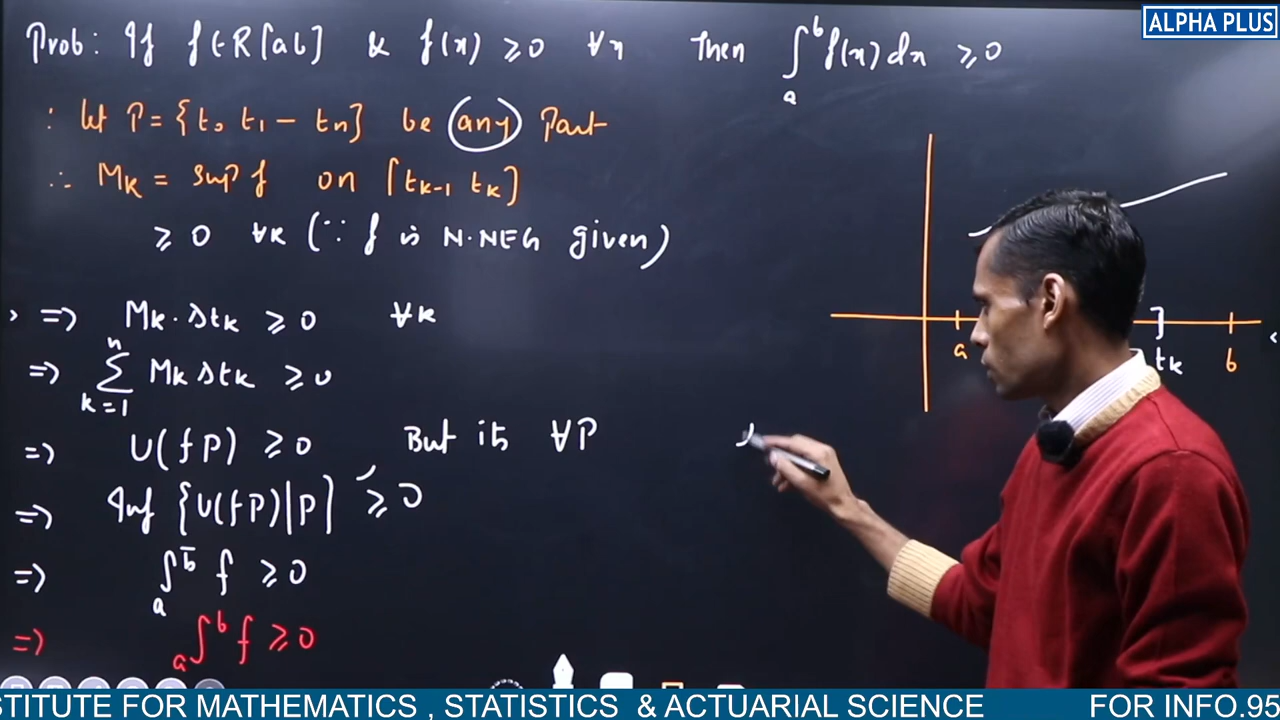 ALPHA PLUS
Prob: If f ∈ R[a b] & f(x) ≥ 0 ∀x Then ∫_a^b f(x) dx ≥ 0
: let P = {t₀ t₁ – tₙ} be any Part
∴ Mₖ = sup f on [tₖ₋₁ tₖ]
≥ 0 ∀k (∵ f is N.NEG given)
=> Mₖ. Δtₖ ≥ 0 ∀k
=> ∑_{k=1}^{n} Mₖ Δtₖ ≥ 0
=> U(f P) ≥ 0 But its ∀P
=> Inf {U(f P) | P} ≥ 0
=> ∫_a^b̅ f ≥ 0
=> ₐ∫ᵇ f ≥ 0
a ] tₖ b
STITUTE FOR MATHEMATICS , STATISTICS & ACTUARIAL SCIENCE FOR INFO.95